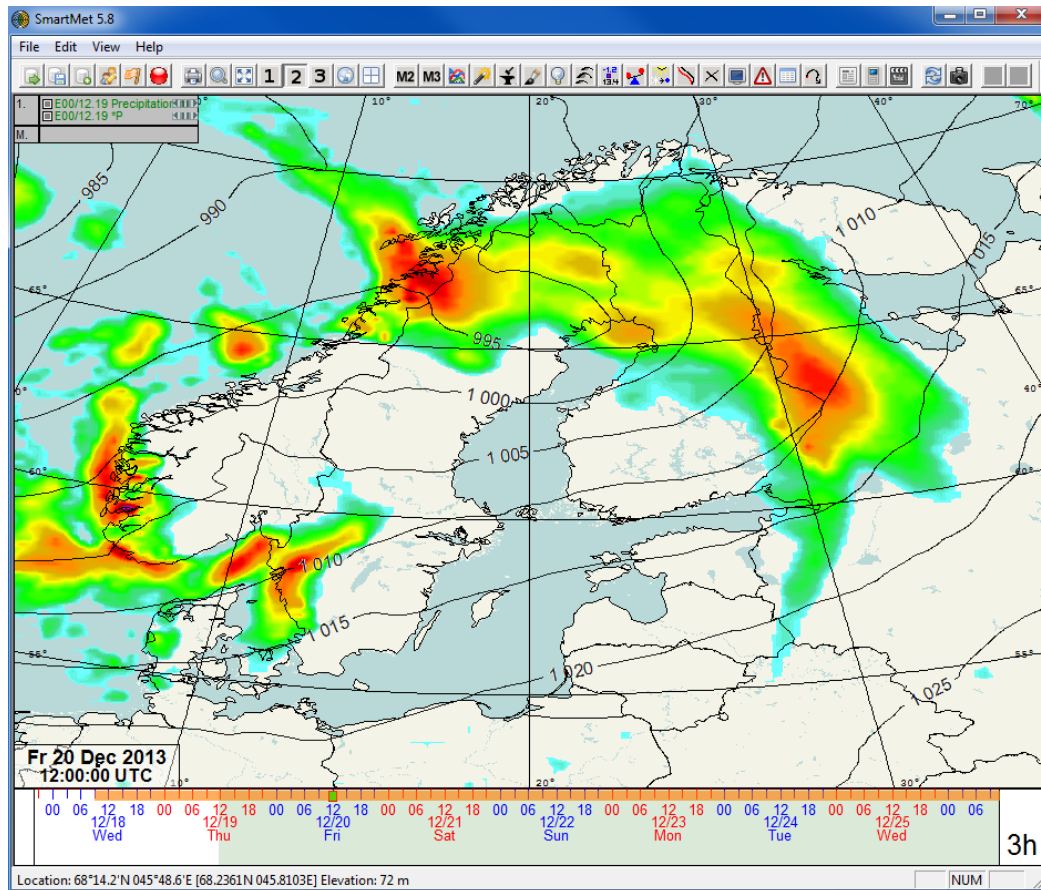 SmartMet 5.8
File Edit View Help
1 2 3 M2 M3 -1,2 13,4
1. E00/12.19 Precipitation
E00/12.19 *P
M.
0° 10° 20° 30° 40° 70°
985
990
1 010
1 015
65° 65°
995
1 000
60° 40°
1 005
60° 60°
1 010
1 015
55° 55°
1 020
1 025
Fr 20 Dec 2013
12:00:00 UTC
10° 20° 30°
00 06 12 18 00 06 12 18 00 06 12 18 00 06 12 18 00 06 12 18 00 06 12 18 00 06 12 18 00 06 12 18 00 06
12/18 12/19 12/20 12/21 12/22 12/23 12/24 12/25
Wed Thu Fri Sat Sun Mon Tue Wed
3h
Location: 68°14.2'N 045°48.6'E [68.2361N 045.8103E] Elevation: 72 m NUM